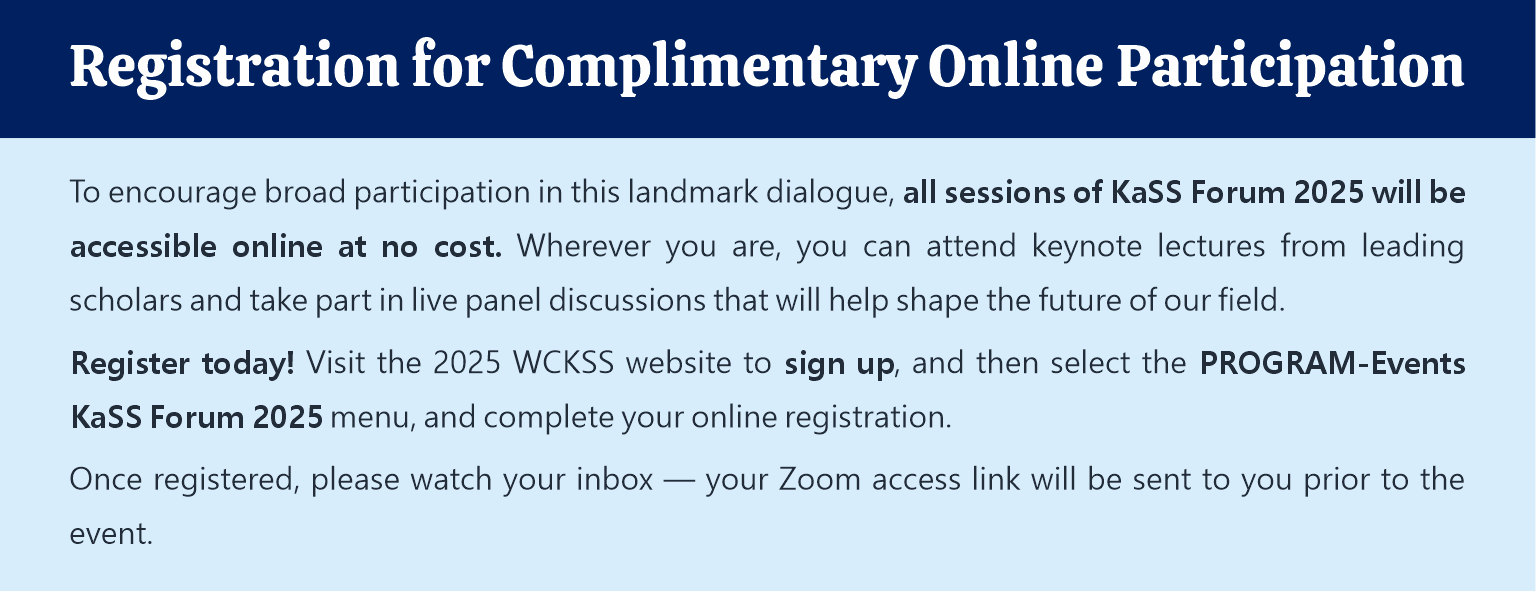 Registration for Complimentary Online Participation
To encourage broad participation in this landmark dialogue, all sessions of KaSS Forum 2025 will be
accessible online at no cost. Wherever you are, you can attend keynote lectures from leading
scholars and take part in live panel discussions that will help shape the future of our field.
Register today! Visit the 2025 WCKSS website to sign up, and then select the PROGRAM-Events
KaSS Forum 2025 menu, and complete your online registration.
Once registered, please watch your inbox — your Zoom access link will be sent to you prior to the
event.